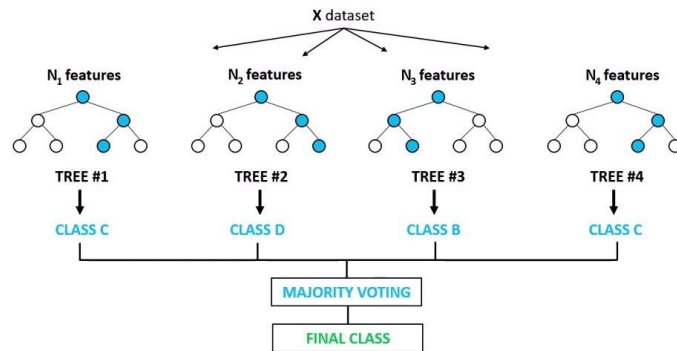 X dataset
N₁ features
N₂ features
N₃ features
N₄ features
TREE #1
TREE #2
TREE #3
TREE #4
CLASS C
CLASS D
CLASS B
CLASS C
MAJORITY VOTING
FINAL CLASS